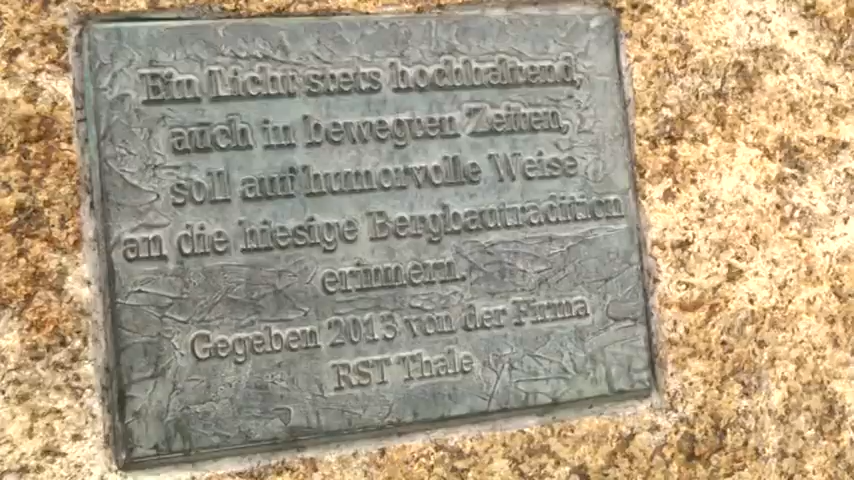 Ein Licht stets hochhaltend,
auch in bewegten Zeiten,
soll auf humorvolle Weise
an die hiesige Bergbautradition
erinnern.
Gegeben 2013 von der Firma
RST Thale